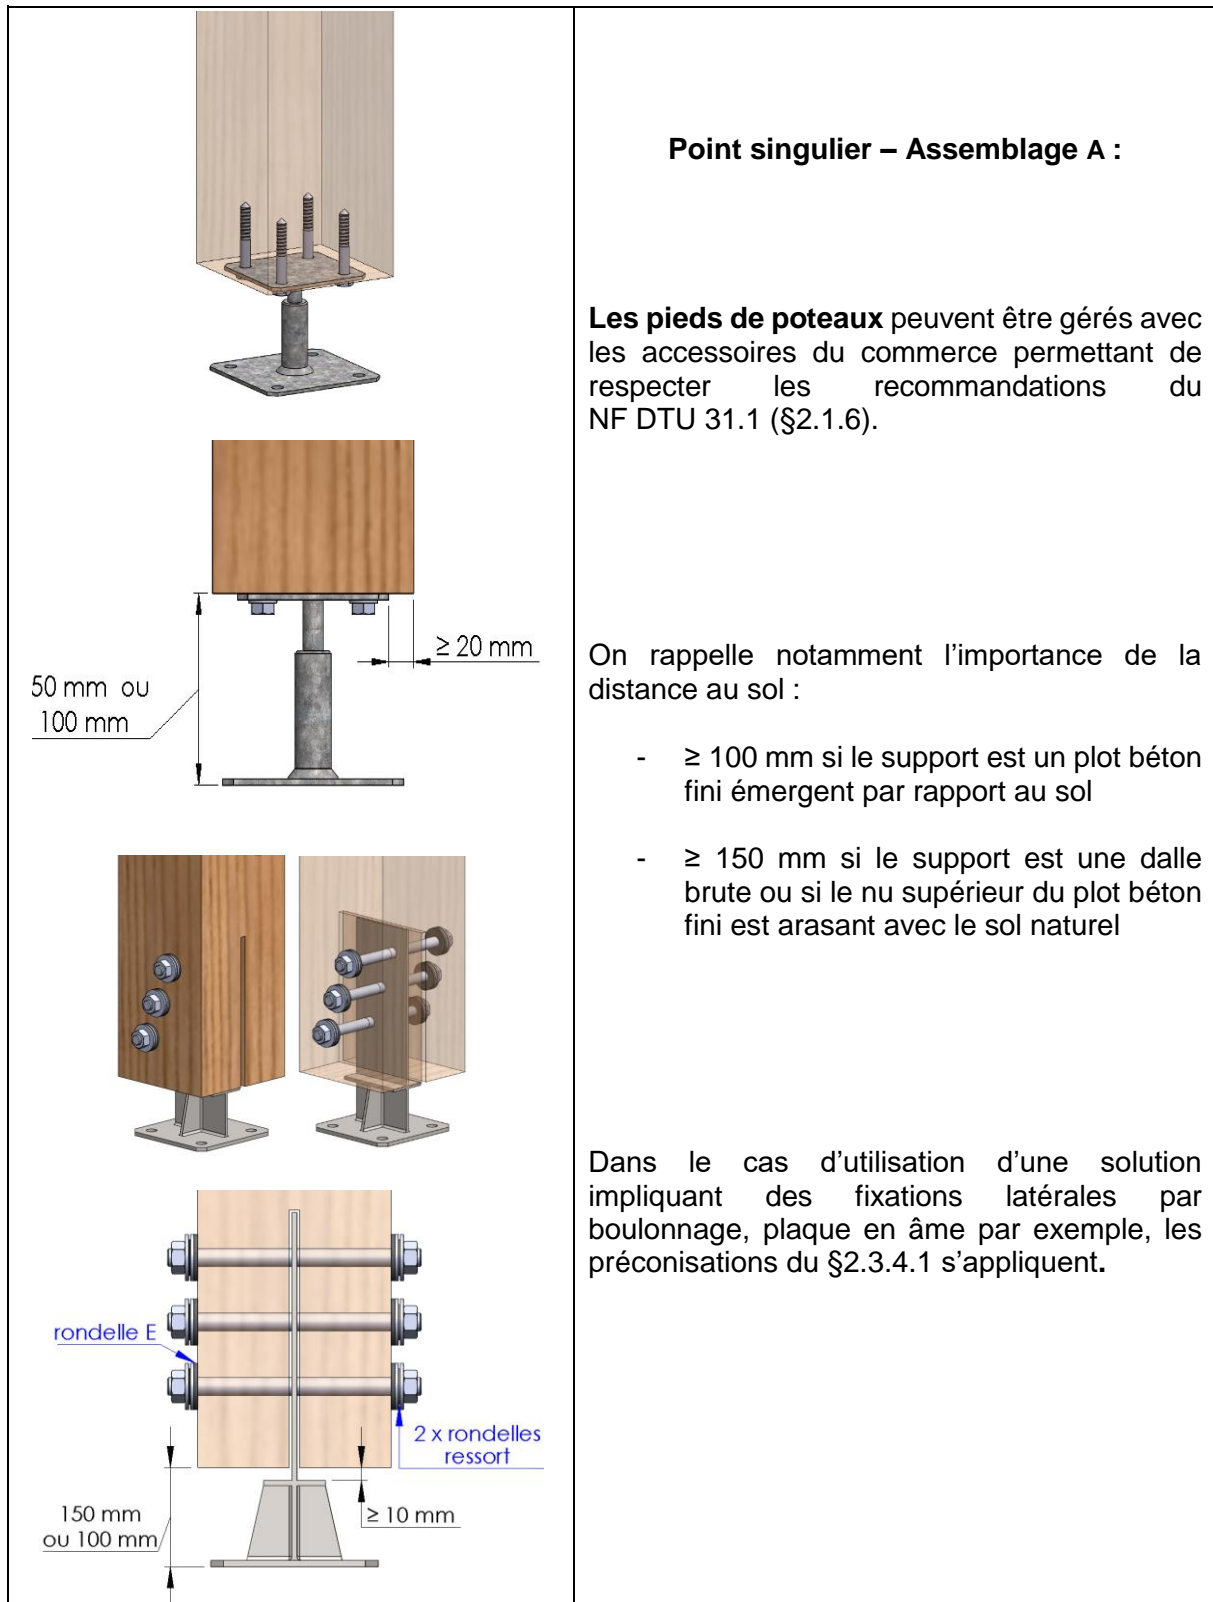 ≥ 20 mm
50 mm ou
100 mm
rondelle E
2 x rondelles
ressort
150 mm
ou 100 mm
≥ 10 mm
Point singulier – Assemblage A :
Les pieds de poteaux peuvent être gérés avec
les accessoires du commerce permettant de
respecter les recommandations du
NF DTU 31.1 (§2.1.6).
On rappelle notamment l’importance de la
distance au sol :
- ≥ 100 mm si le support est un plot béton
fini émergent par rapport au sol
- ≥ 150 mm si le support est une dalle
brute ou si le nu supérieur du plot béton
fini est arasant avec le sol naturel
Dans le cas d’utilisation d’une solution
impliquant des fixations latérales par
boulonnage, plaque en âme par exemple, les
préconisations du §2.3.4.1 s’appliquent.